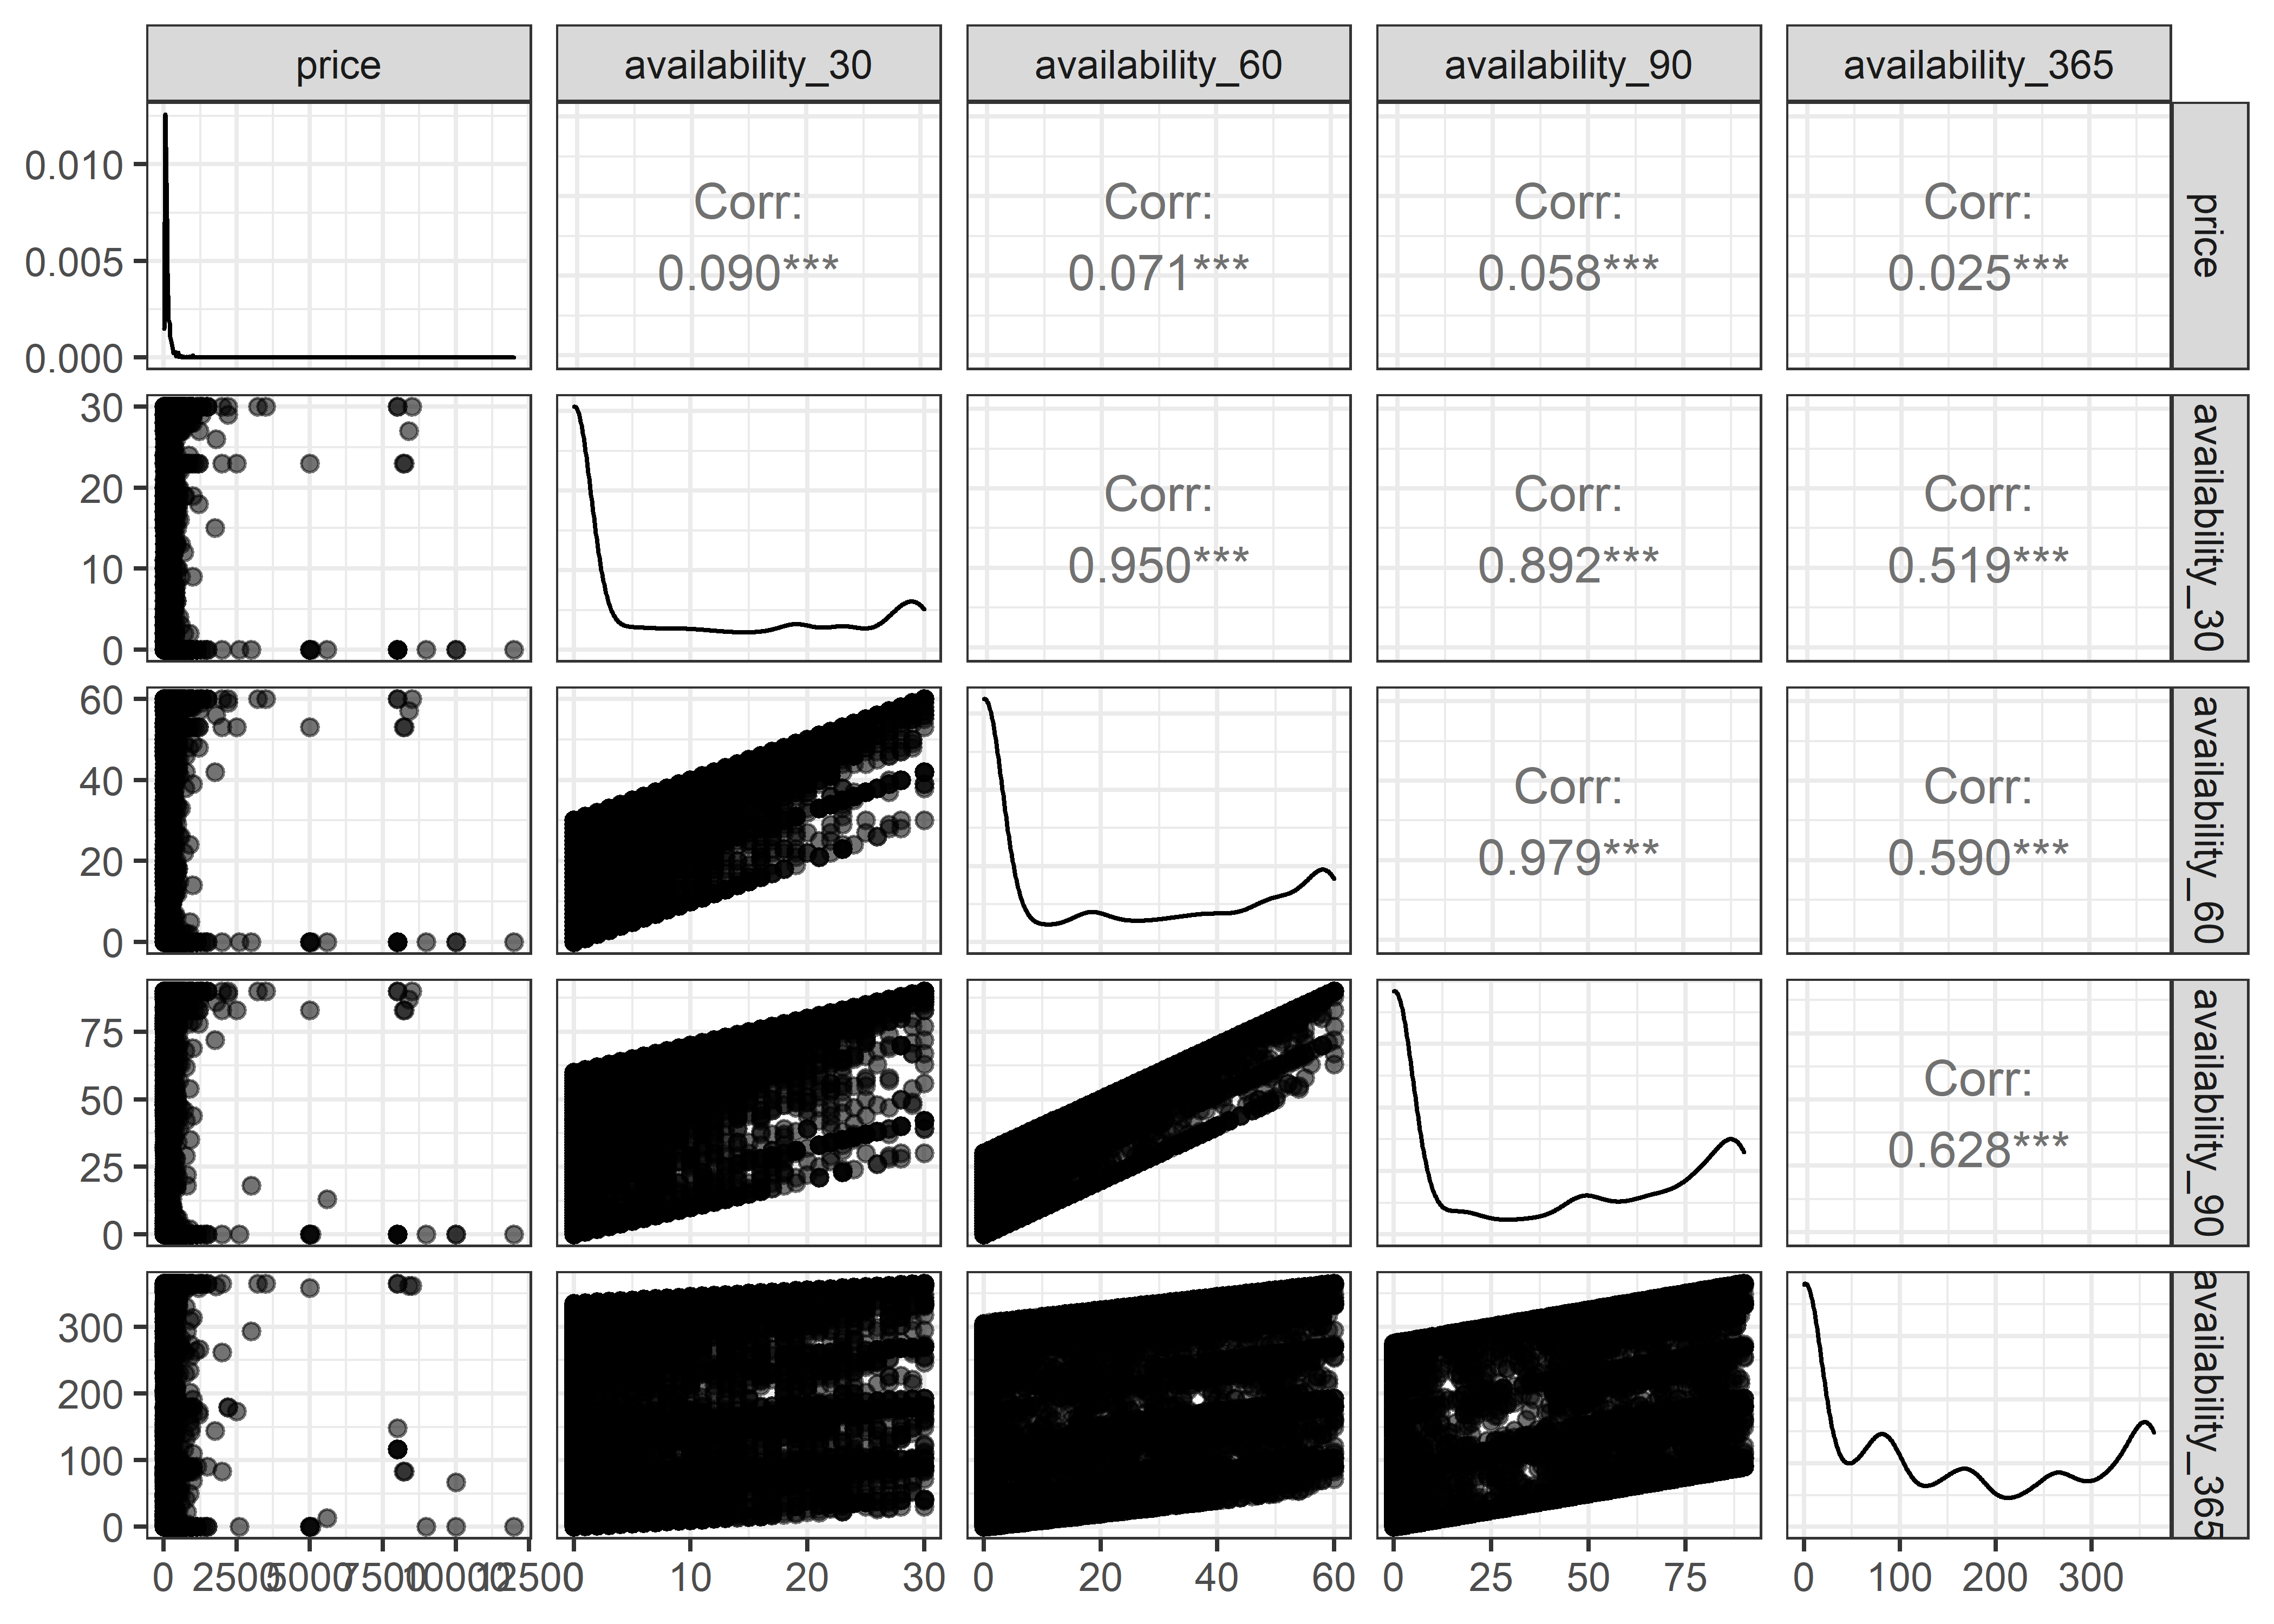 price availability_30 availability_60 availability_90 availability_365
0.010
0.005
0.000
Corr:
0.090***
Corr:
0.071***
Corr:
0.058***
Corr:
0.025***
price
30
20
10
0
Corr:
0.950***
Corr:
0.892***
Corr:
0.519***
availability_30
60
40
20
0
Corr:
0.979***
Corr:
0.590***
availability_60
75
50
25
0
Corr:
0.628***
availability_90
300
200
100
0
availability_365
0 2500 5000 7500 10000 12500
0 10 20 30
0 20 40 60
0 25 50 75
0 100 200 300